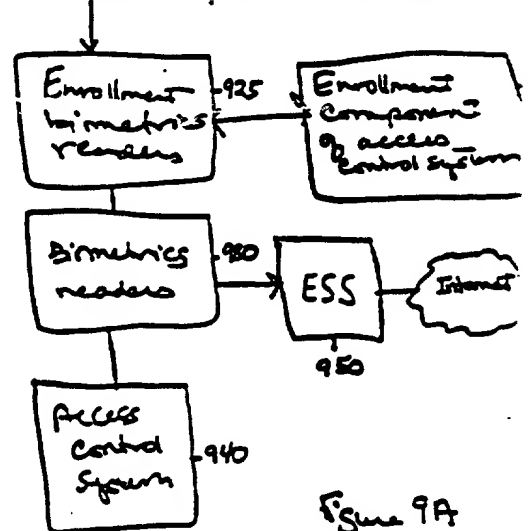 Enrollment
biometrics
readers
925
Enrollment
component
of access
control system
Biometrics
readers
980
ESS
950
Internet
Access
Control
System
940
Figure 9A